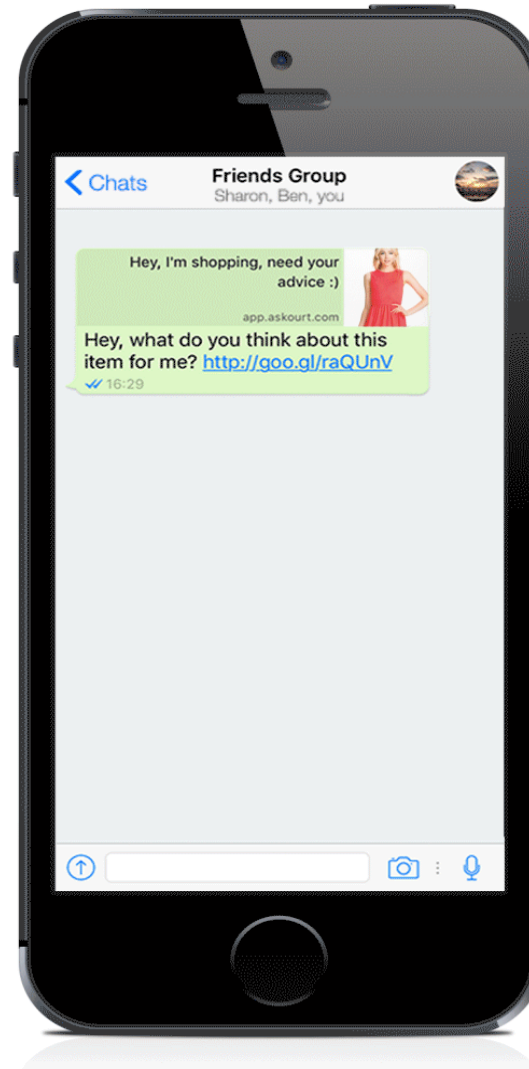 Chats
Friends Group
Sharon, Ben, you
Hey, I'm shopping, need your
advice :)
app.askourt.com
Hey, what do you think about this
item for me? http://goo.gl/raQUnV
16:29